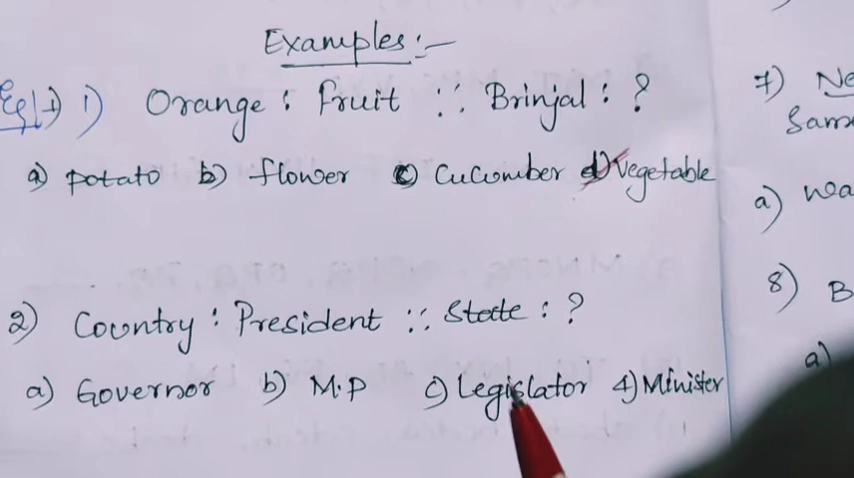 Examples :-
Eg|-1) 1) Orange : fruit :: Brinjal : ?
a) potato b) flower c) Cucumber d) Vegetable
2) Country : President :: State : ?
a) Governor b) M.P c) Legislator 4) Minister
7) Ne
Sam
a) wa
8) B
a)